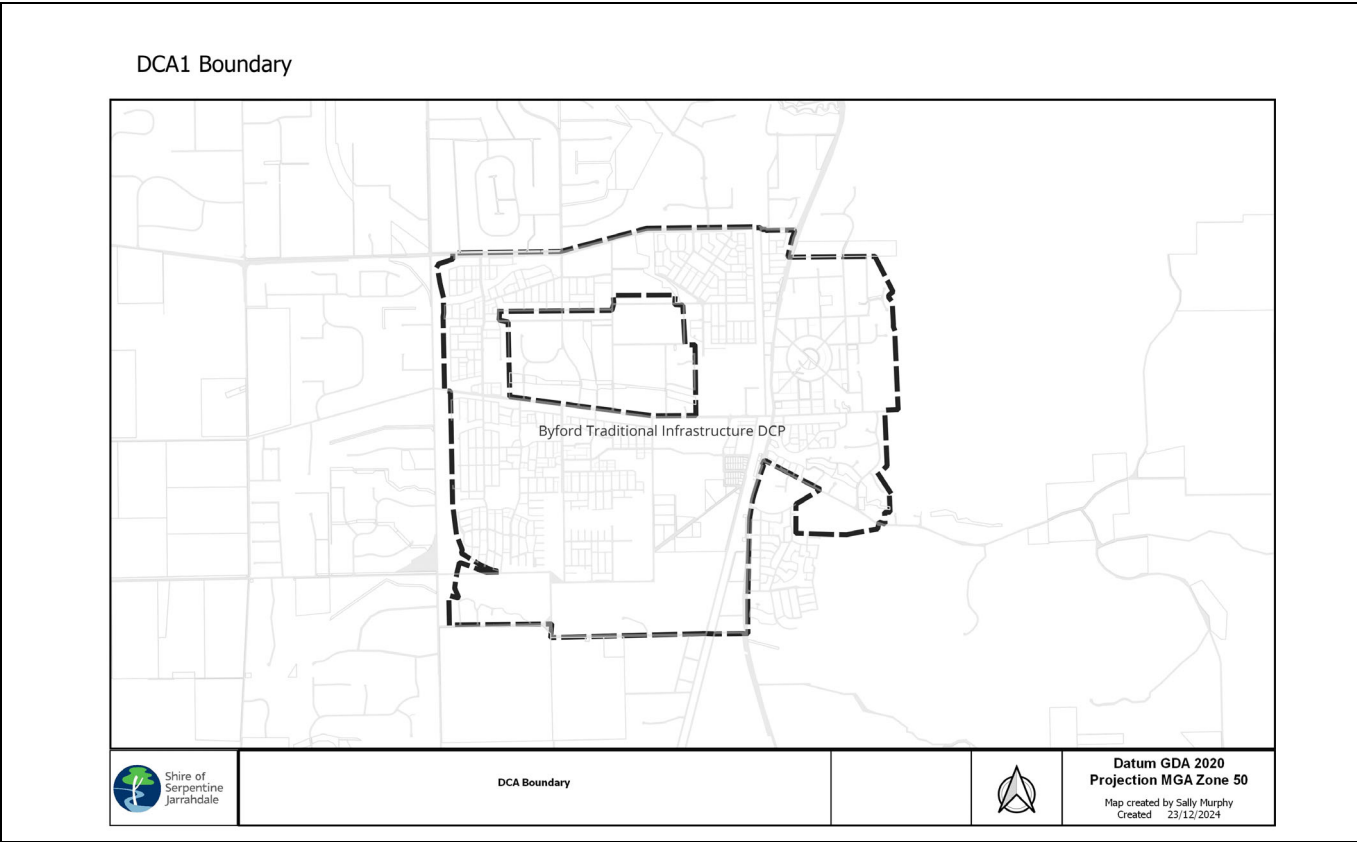 DCA1 Boundary
Byford Traditional Infrastructure DCP
Shire of
Serpentine
Jarrahdale
DCA Boundary
Datum GDA 2020
Projection MGA Zone 50
Map created by Sally Murphy
Created 23/12/2024